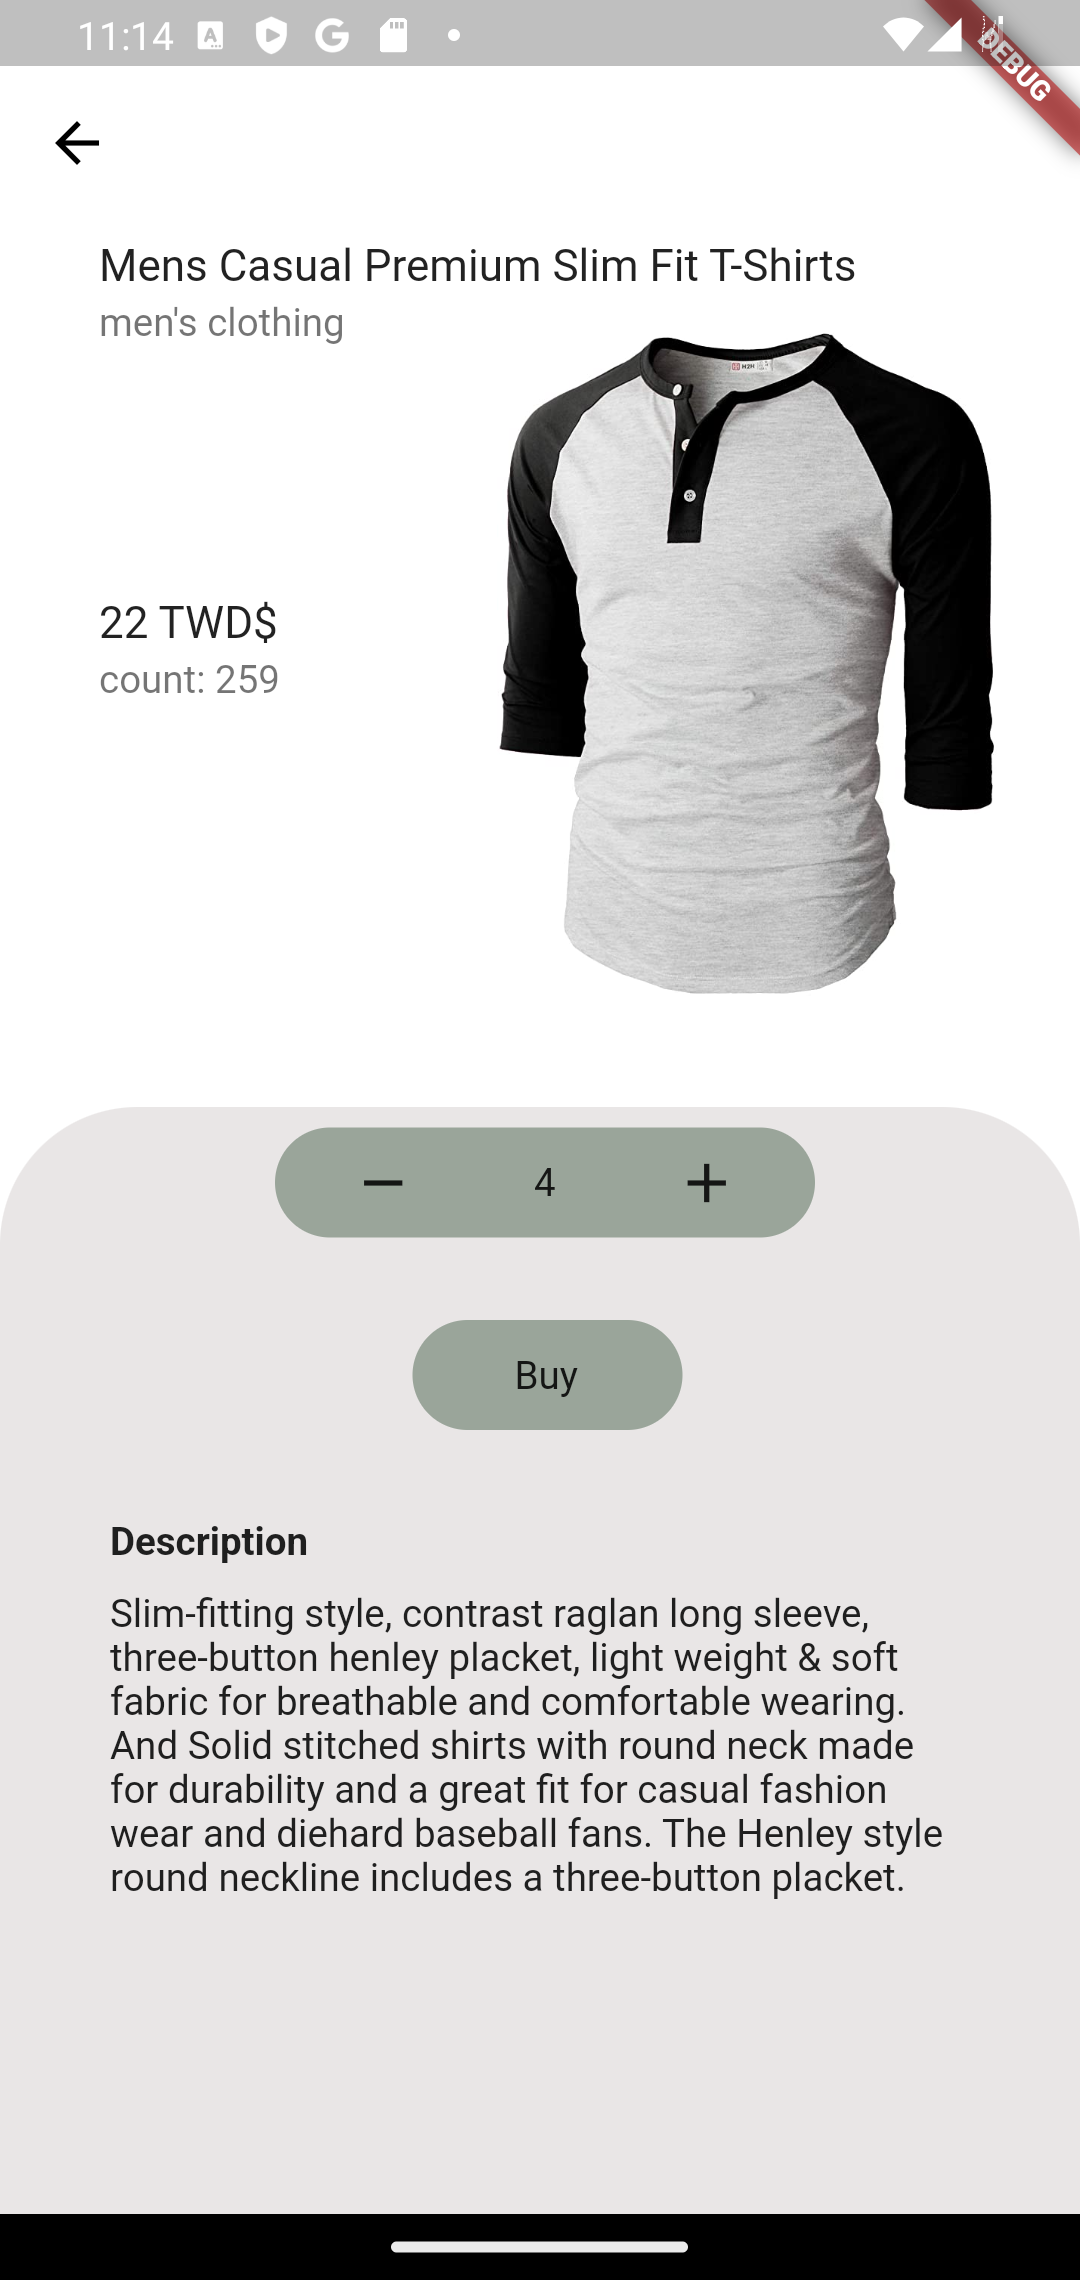 11:14
DEBUG
Mens Casual Premium Slim Fit T-Shirts
men's clothing
H2H
22 TWD$
count: 259
4
Buy
Description
Slim-fitting style, contrast raglan long sleeve,
three-button henley placket, light weight & soft
fabric for breathable and comfortable wearing.
And Solid stitched shirts with round neck made
for durability and a great fit for casual fashion
wear and diehard baseball fans. The Henley style
round neckline includes a three-button placket.